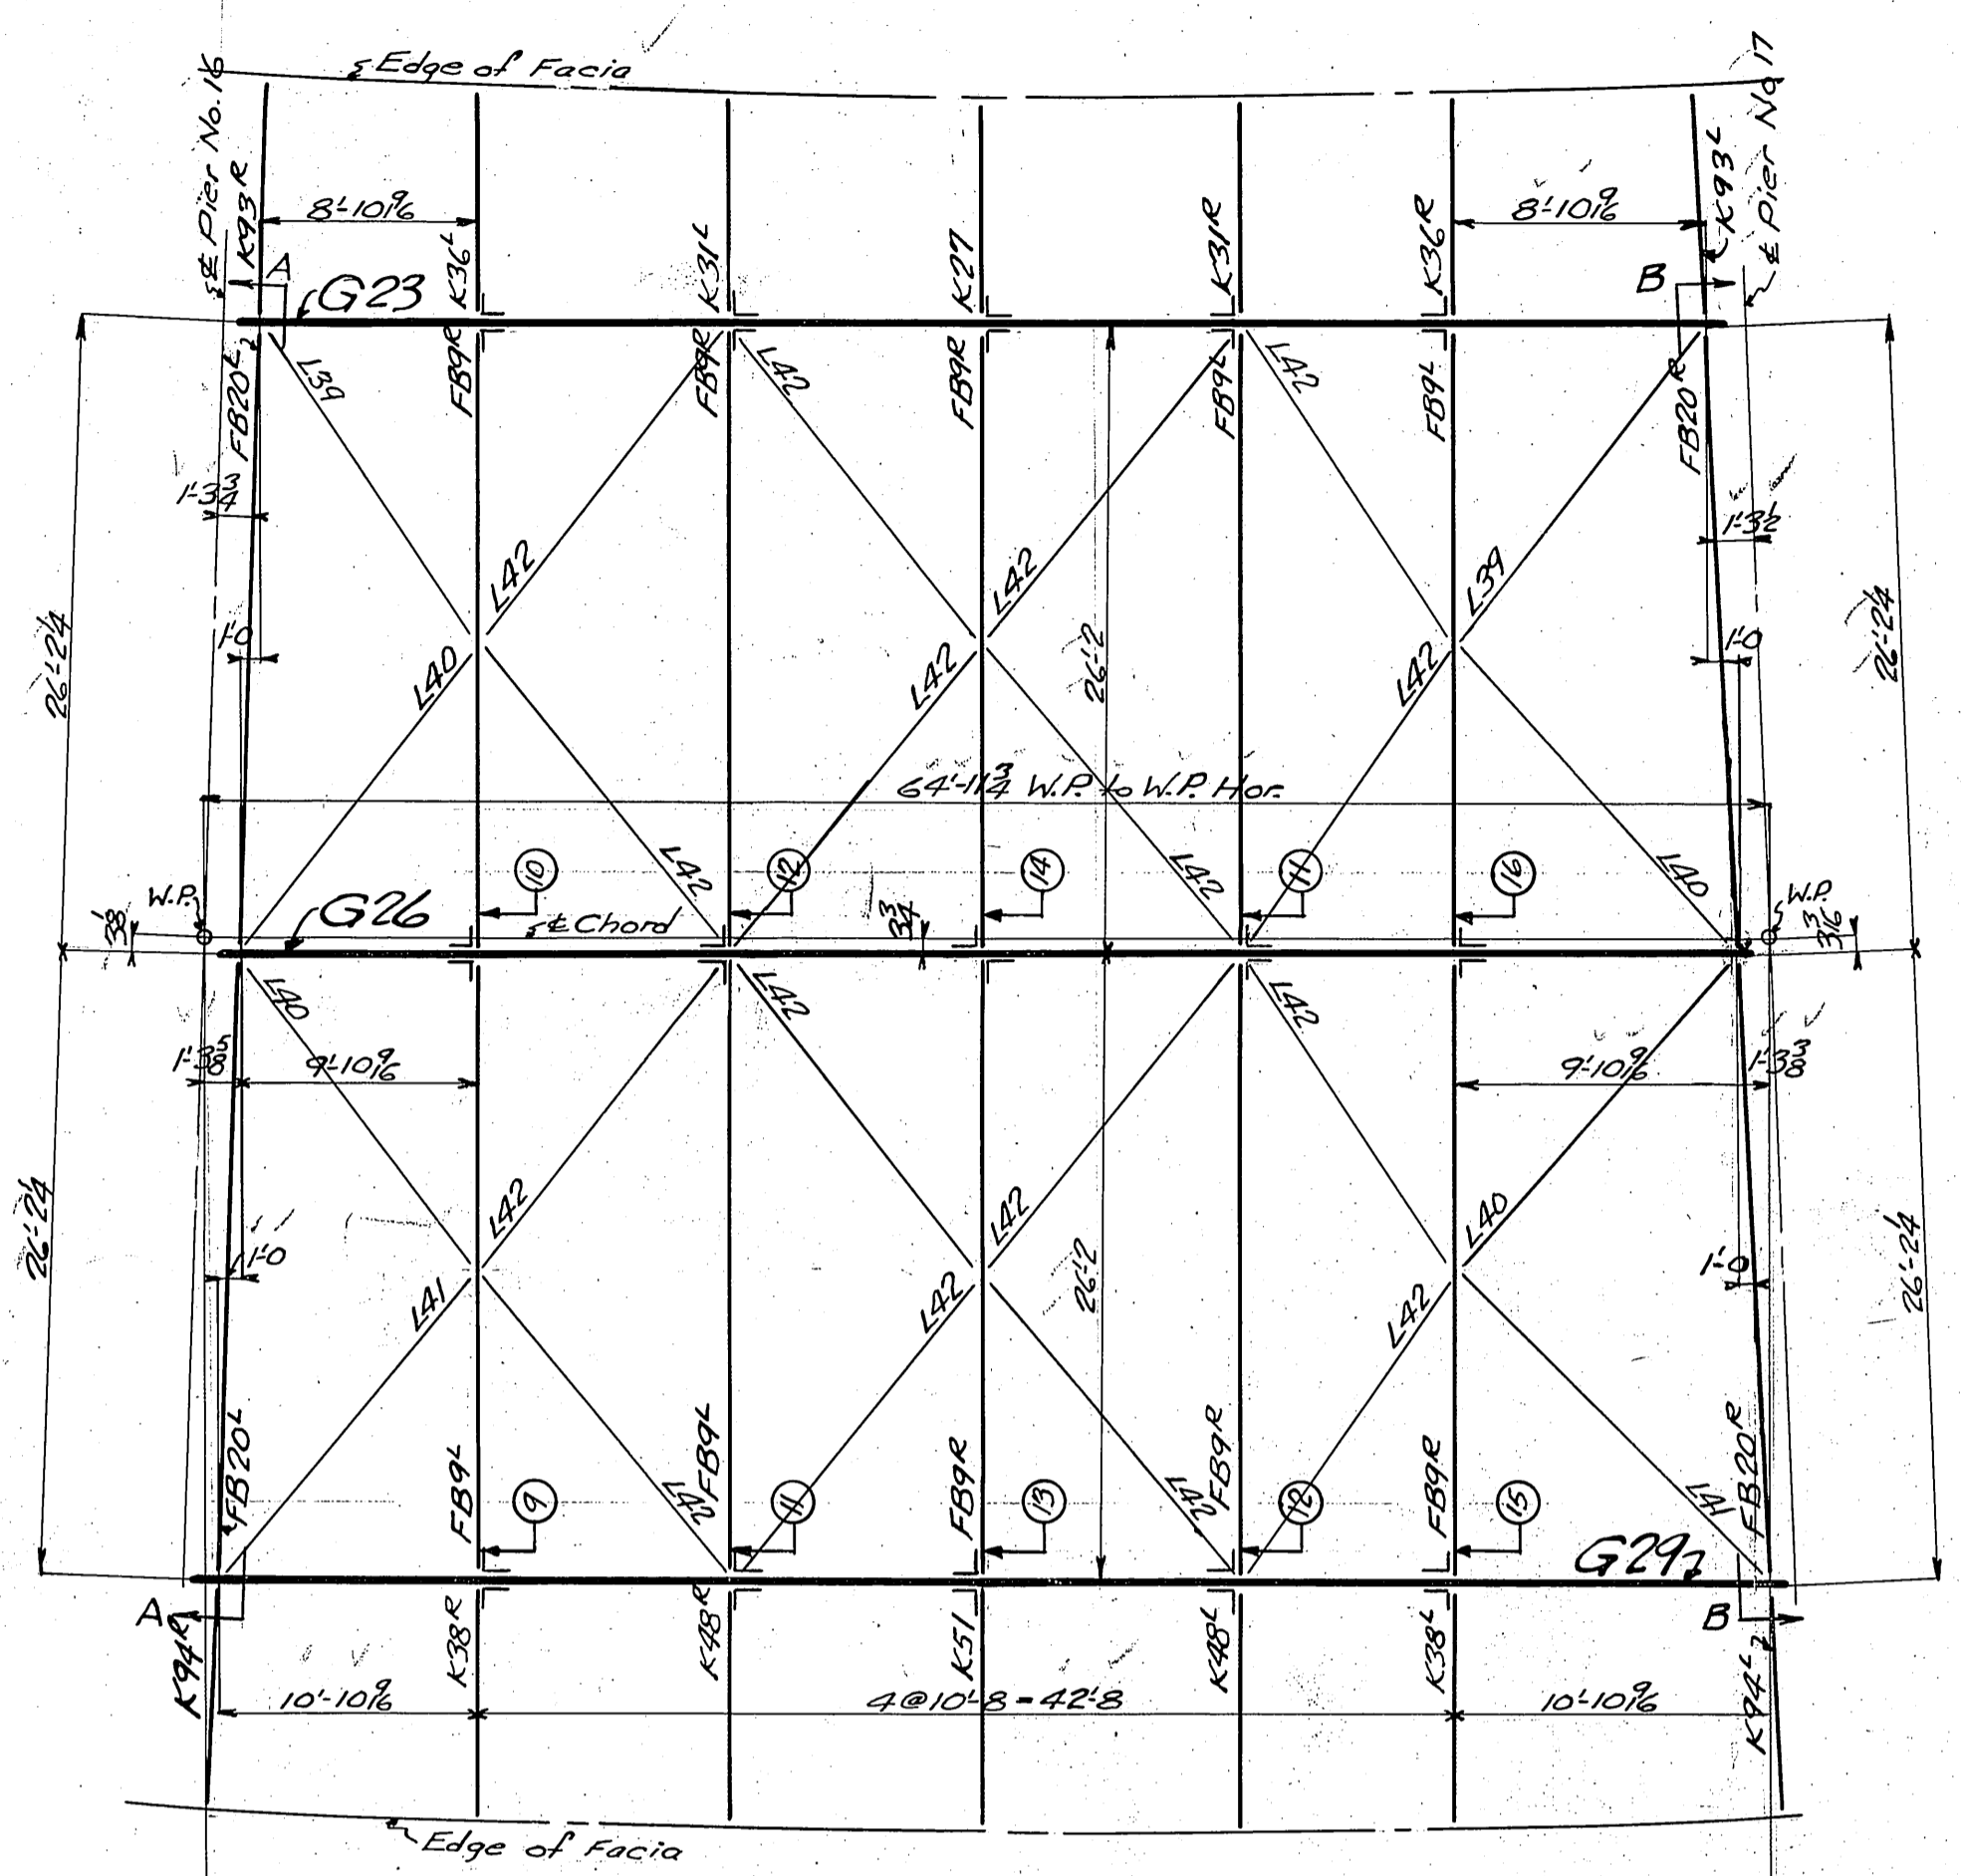 Edge of Facia
℄ Pier No. 16
℄ Pier No 17
K93R
K36L
K31L
K27
K31R
K36R
K93L
8'-10 9/16
8'-10 9/16
A
B
G23
FB20L
FB9R
FB9R
FB9R
FB9L
FB9L
FB20R
L39
L42
L42
1'-3 3/4
1'-3 1/2
L42
L42
L39
26'-2 1/4
1'-0
L40
L42
26'-2
L42
1'-0
26'-2 1/4
64'-11 3/4 W.P. to W.P. Hor.
10
12
14
11
16
L42
L42
L40
W.P.
G26
℄ Chord
3 1/8
3 3/4
W.P.
3 3/16
L40
L42
L42
1'-3 5/8
9'-10 9/16
9'-10 9/16
1'-3 3/8
L42
L42
L40
26'-2 1/4
1'-0
L41
L42
26'-2
L42
1'-0
26'-2 1/4
FB20L
FB9L
FB9L
FB9R
FB9R
FB9R
FB20R
9
L42
11
13
L42
12
15
L41
G29
A
B
K94R
K38R
K48R
K51
K48L
K38L
K94L
10'-10 9/16
4@10'-8=42'-8
10'-10 9/16
Edge of Facia